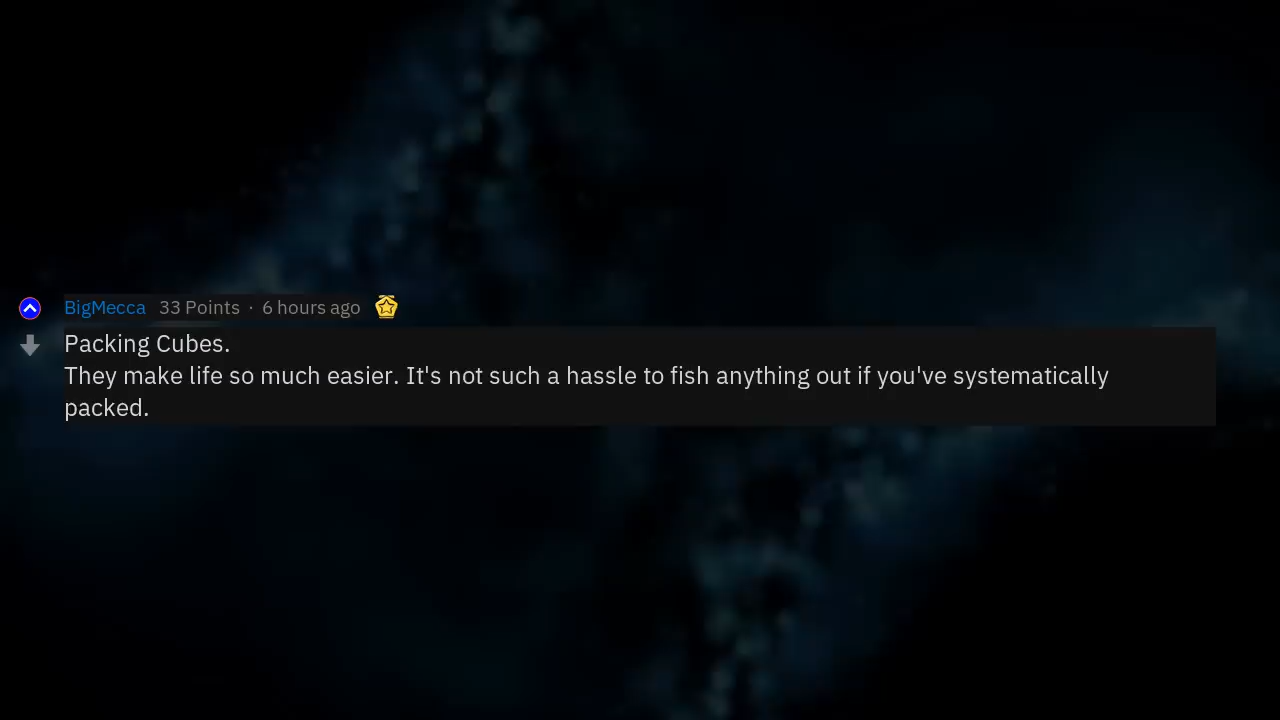 BigMecca 33 Points · 6 hours ago
Packing Cubes.
They make life so much easier. It's not such a hassle to fish anything out if you've systematically
packed.